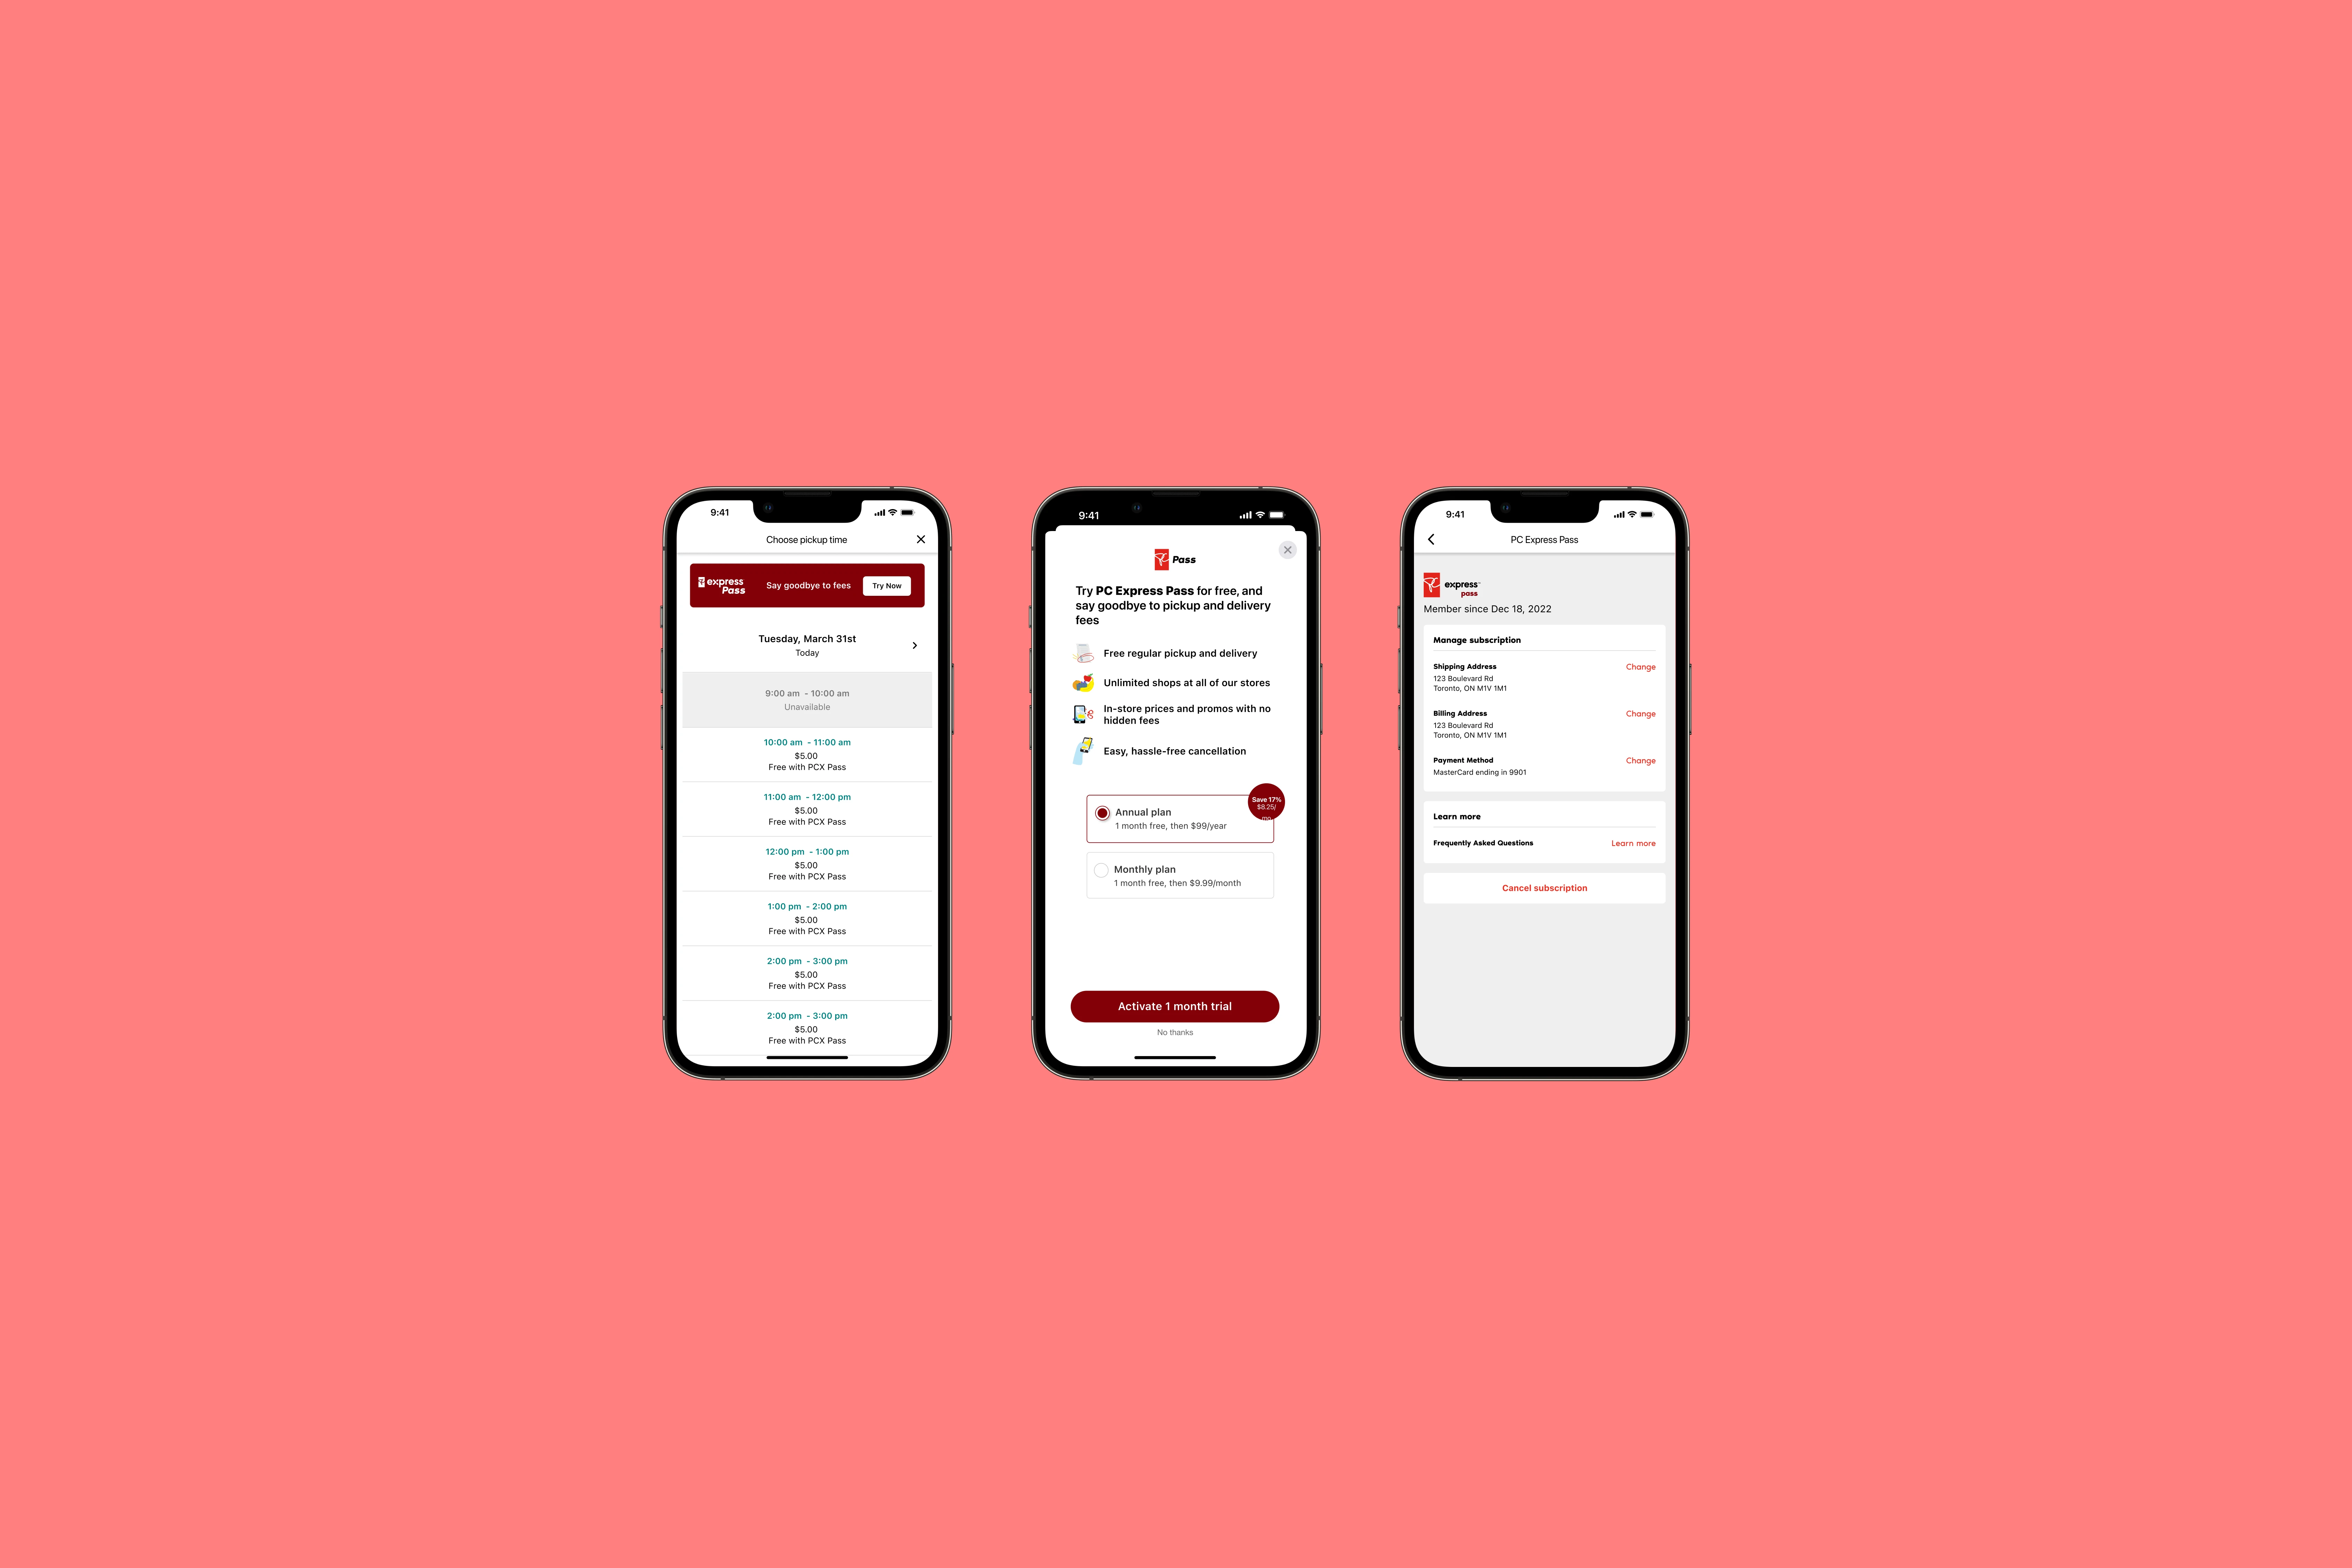 9:41
Choose pickup time
express
Pass
Say goodbye to fees
Try Now
Tuesday, March 31st
Today
9:00 am - 10:00 am
Unavailable
10:00 am - 11:00 am
$5.00
Free with PCX Pass
11:00 am - 12:00 pm
$5.00
Free with PCX Pass
12:00 pm - 1:00 pm
$5.00
Free with PCX Pass
1:00 pm - 2:00 pm
$5.00
Free with PCX Pass
2:00 pm - 3:00 pm
$5.00
Free with PCX Pass
2:00 pm - 3:00 pm
$5.00
Free with PCX Pass
9:41
Pass
Try PC Express Pass for free, and
say goodbye to pickup and delivery
fees
Free regular pickup and delivery
Unlimited shops at all of our stores
In-store prices and promos with no
hidden fees
Easy, hassle-free cancellation
Save 17%
$8.25/
mo
Annual plan
1 month free, then $99/year
Monthly plan
1 month free, then $9.99/month
Activate 1 month trial
No thanks
9:41
PC Express Pass
express™
pass
Member since Dec 18, 2022
Manage subscription
Shipping Address
Change
123 Boulevard Rd
Toronto, ON M1V 1M1
Billing Address
Change
123 Boulevard Rd
Toronto, ON M1V 1M1
Payment Method
Change
MasterCard ending in 9901
Learn more
Frequently Asked Questions
Learn more
Cancel subscription